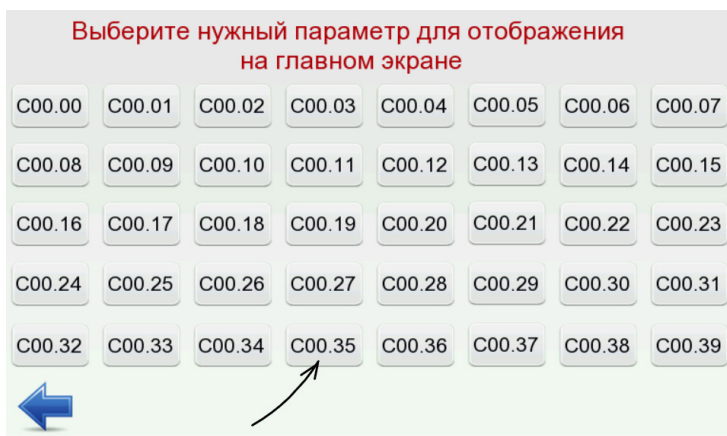 Выберите нужный параметр для отображения
на главном экране
C00.00 C00.01 C00.02 C00.03 C00.04 C00.05 C00.06 C00.07
C00.08 C00.09 C00.10 C00.11 C00.12 C00.13 C00.14 C00.15
C00.16 C00.17 C00.18 C00.19 C00.20 C00.21 C00.22 C00.23
C00.24 C00.25 C00.26 C00.27 C00.28 C00.29 C00.30 C00.31
C00.32 C00.33 C00.34 C00.35 C00.36 C00.37 C00.38 C00.39